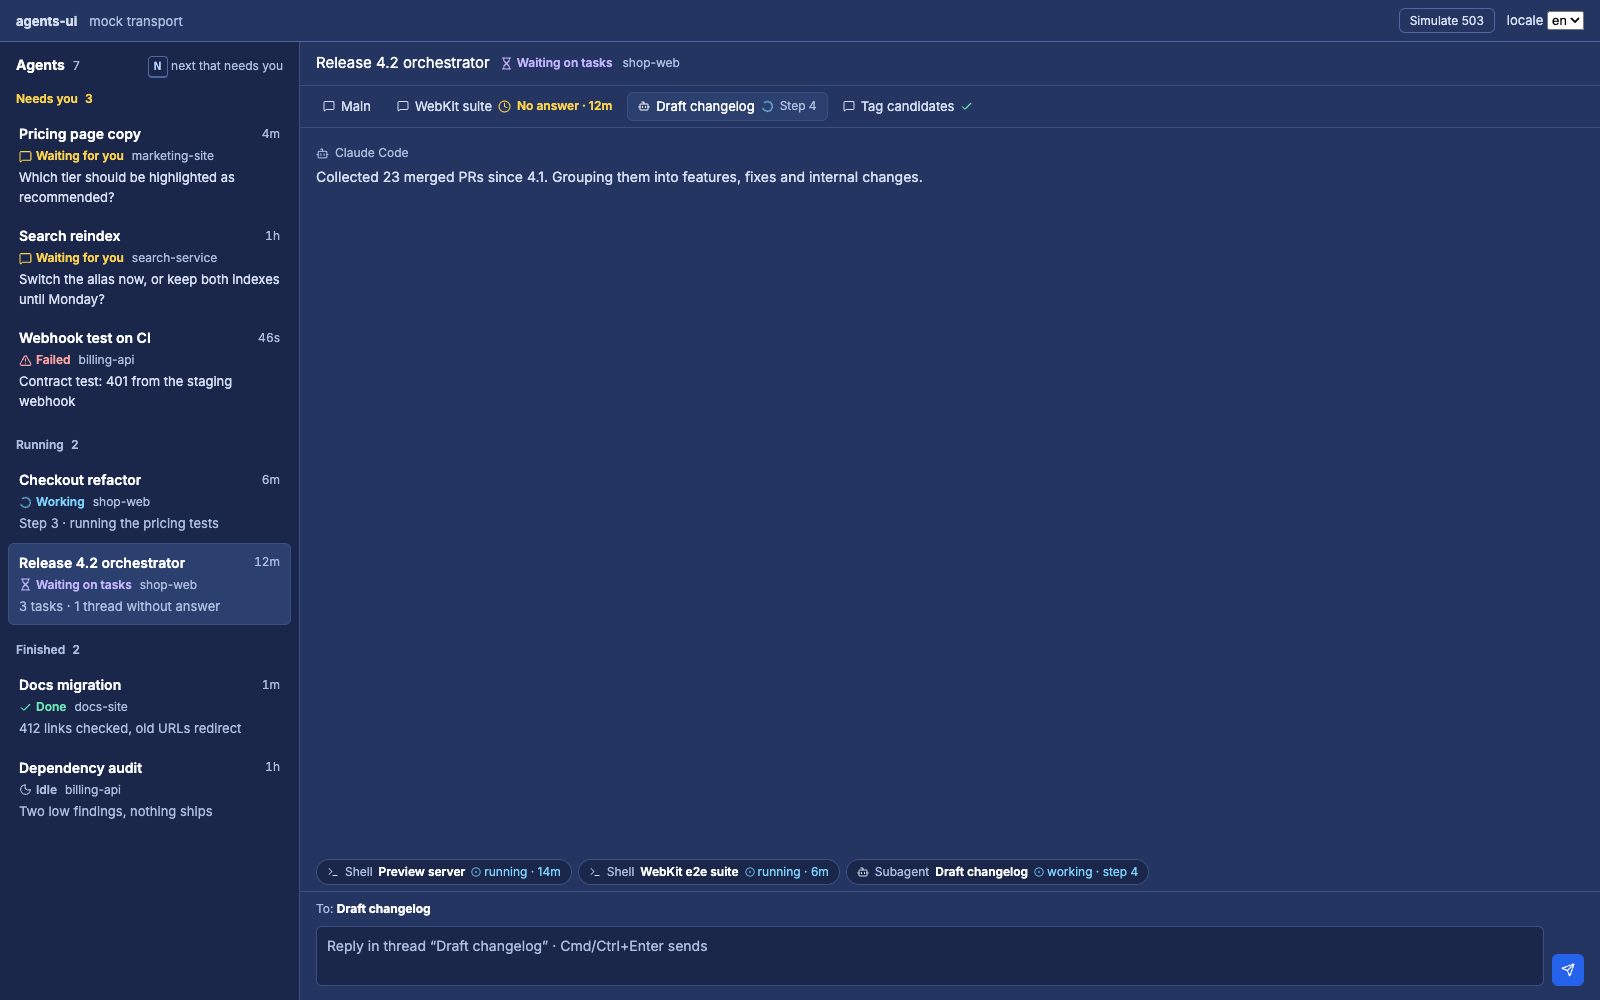 agents-ui mock transport
Simulate 503 locale en
Agents 7 N next that needs you
Needs you 3
Pricing page copy 4m
Waiting for you marketing-site
Which tier should be highlighted as
recommended?
Search reindex 1h
Waiting for you search-service
Switch the alias now, or keep both indexes
until Monday?
Webhook test on CI 46s
Failed billing-api
Contract test: 401 from the staging
webhook
Running 2
Checkout refactor 6m
Working shop-web
Step 3 · running the pricing tests
Release 4.2 orchestrator 12m
Waiting on tasks shop-web
3 tasks · 1 thread without answer
Finished 2
Docs migration 1m
Done docs-site
412 links checked, old URLs redirect
Dependency audit 1h
Idle billing-api
Two low findings, nothing ships
Release 4.2 orchestrator Waiting on tasks shop-web
Main WebKit suite No answer · 12m Draft changelog Step 4 Tag candidates
Claude Code
Collected 23 merged PRs since 4.1. Grouping them into features, fixes and internal changes.
Shell Preview server running · 14m Shell WebKit e2e suite running · 6m Subagent Draft changelog working · step 4
To: Draft changelog
Reply in thread “Draft changelog” · Cmd/Ctrl+Enter sends